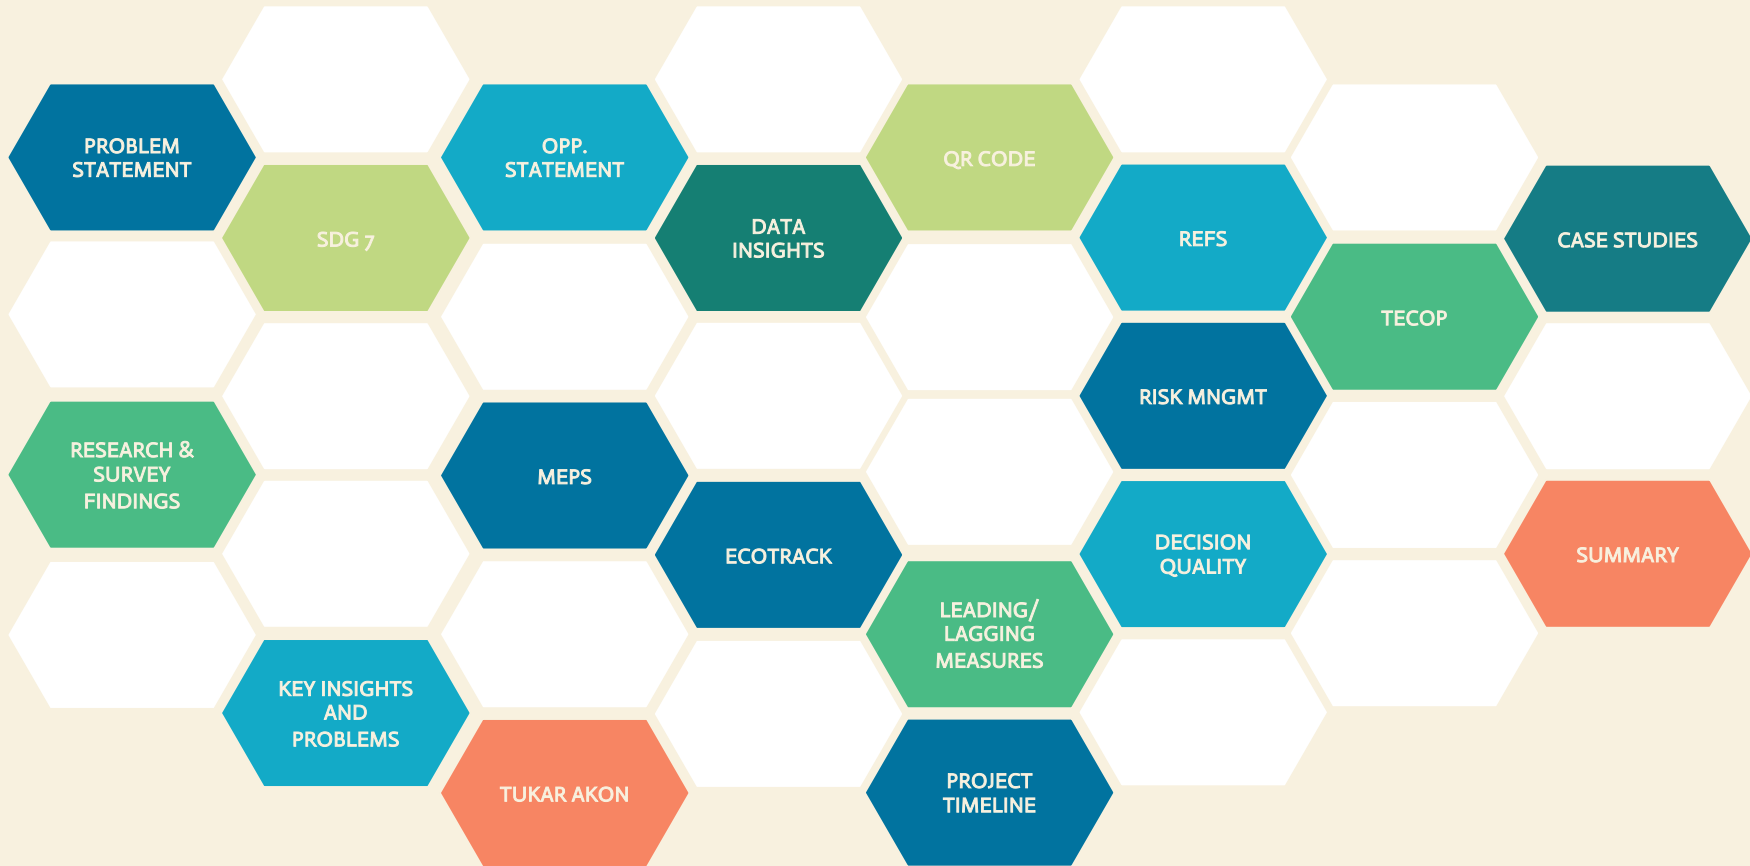 PROBLEM
STATEMENT
OPP.
STATEMENT
QR CODE
SDG 7
DATA
INSIGHTS
REFS
CASE STUDIES
TECOP
RISK MNGMT
RESEARCH &
SURVEY
FINDINGS
MEPS
ECOTRACK
DECISION
QUALITY
SUMMARY
LEADING/
LAGGING
MEASURES
KEY INSIGHTS
AND
PROBLEMS
TUKAR AKON
PROJECT
TIMELINE